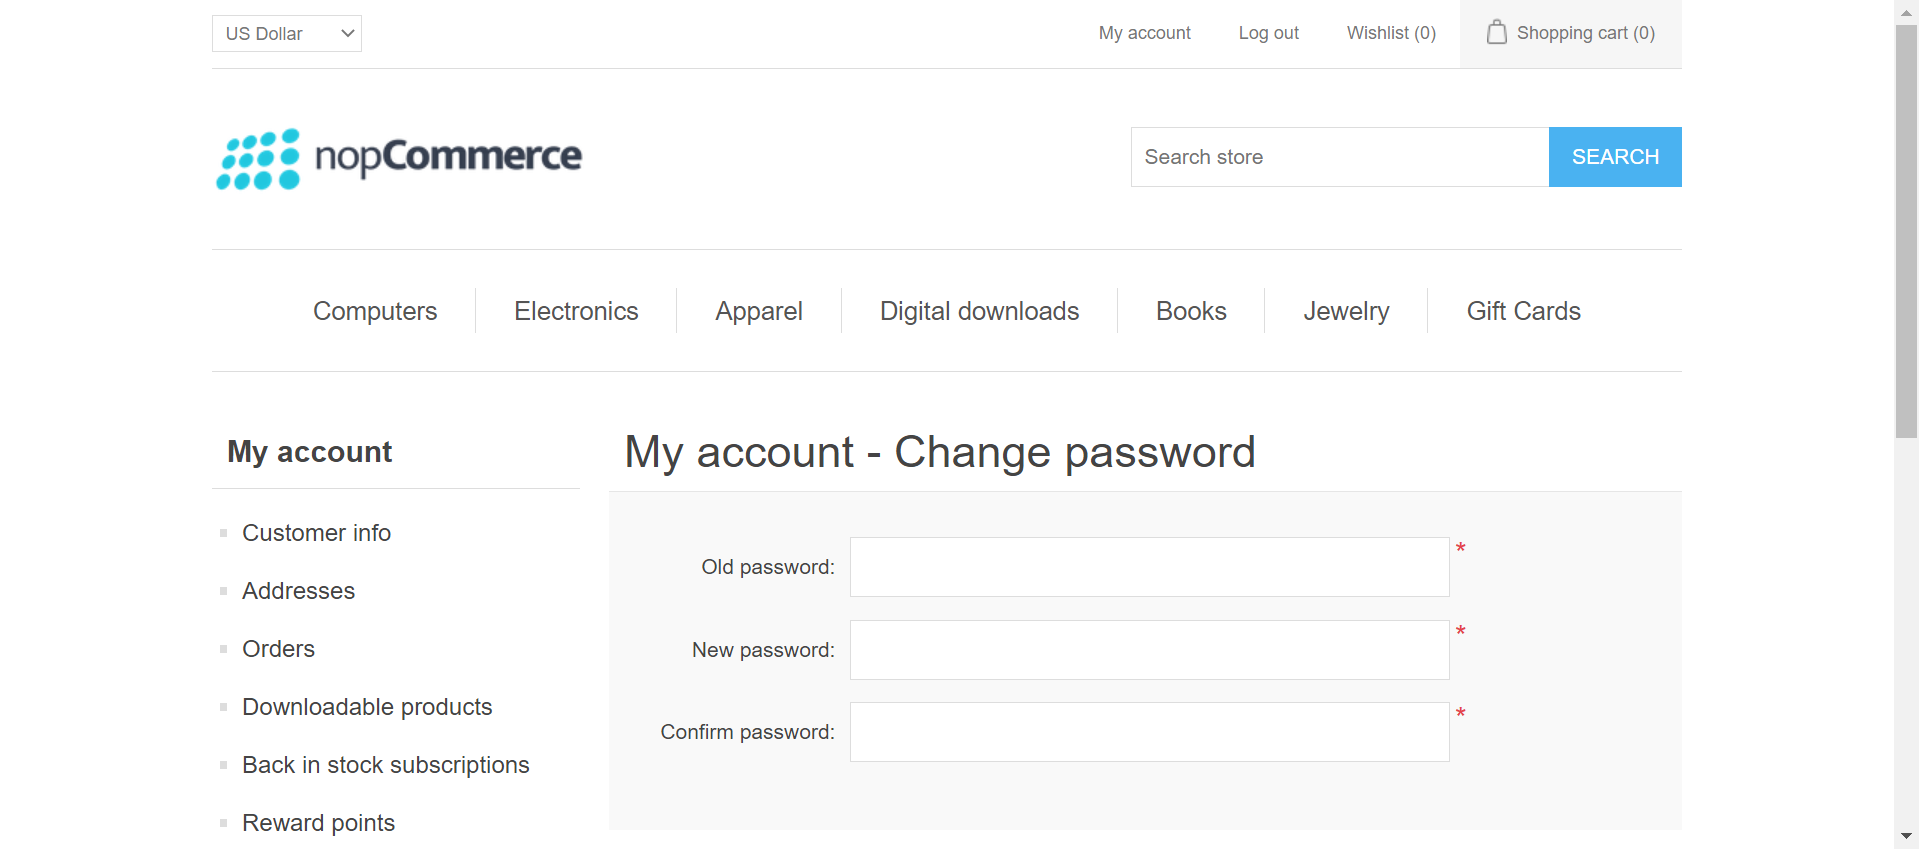 US Dollar
My account
Log out
Wishlist (0)
Shopping cart (0)
nopCommerce
Search store
SEARCH
Computers
Electronics
Apparel
Digital downloads
Books
Jewelry
Gift Cards
My account
Customer info
Addresses
Orders
Downloadable products
Back in stock subscriptions
Reward points
My account - Change password
Old password: *
New password: *
Confirm password: *